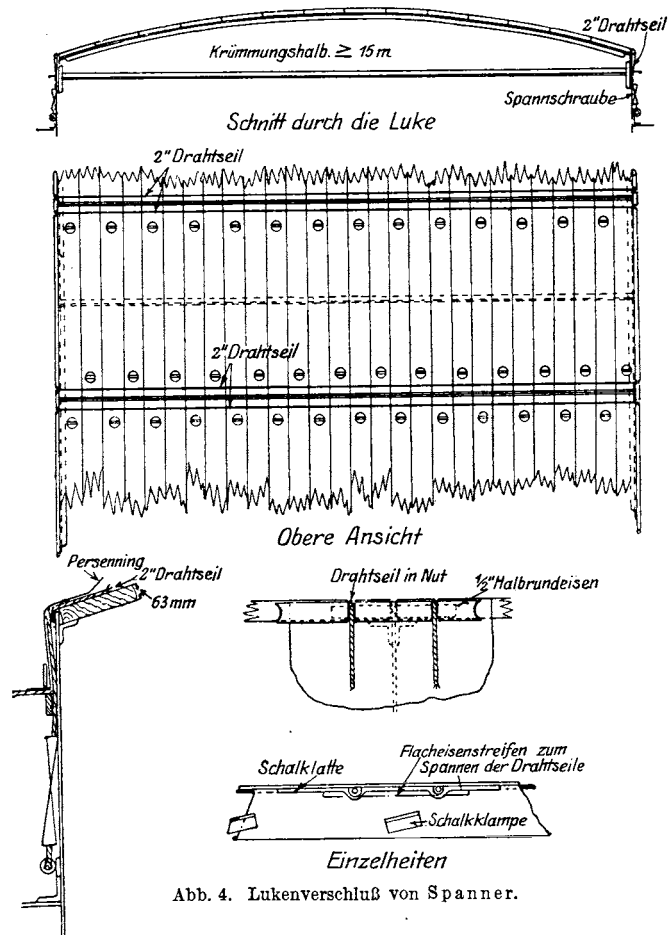 2" Drahtseil
Krümmungshalb. ≥ 15 m
Spannschraube
Schnitt durch die Luke
2" Drahtseil
2" Drahtseil
Obere Ansicht
Persenning
2" Drahtseil
63 mm
Drahtseil in Nut
1/2" Halbrundeisen
Schalklatte
Flacheisenstreifen zum
Spannen der Drahtseile
Schalkklampe
Einzelheiten
Abb. 4. Lukenverschluß von Spanner.